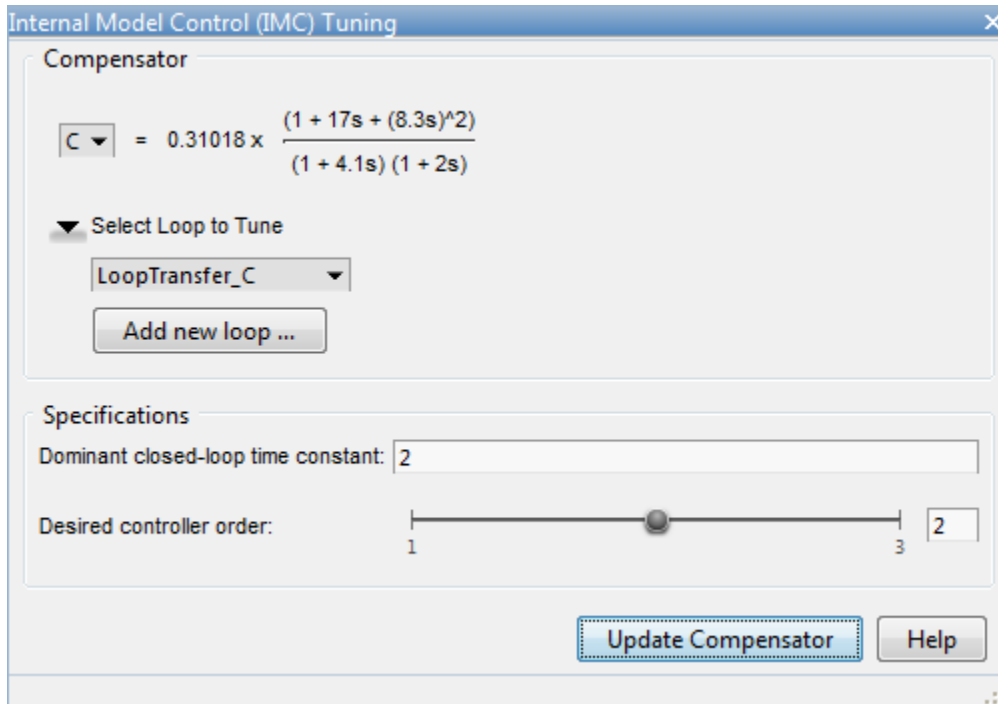 Internal Model Control (IMC) Tuning
Compensator
(1 + 17s + (8.3s)^2)
C = 0.31018 x
(1 + 4.1s) (1 + 2s)
Select Loop to Tune
LoopTransfer_C
Add new loop ...
Specifications
Dominant closed-loop time constant: 2
Desired controller order: 2
1 3
Update Compensator Help